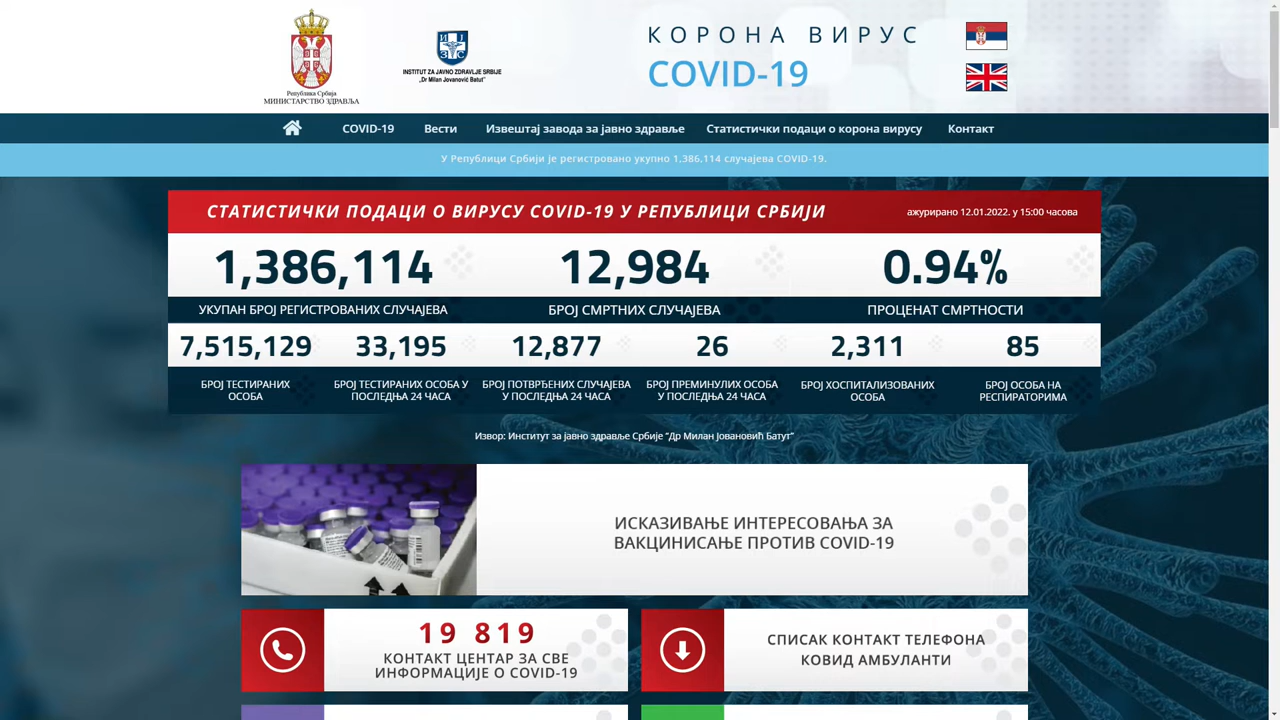 Република Србија
МИНИСТАРСТВО ЗДРАВЉА
И Ј
З С
INSTITUT ZA JAVNO ZDRAVLJE SRBIJE
„Dr Milan Jovanović Batut“
КОРОНА ВИРУС
COVID-19
COVID-19 Вести Извештај завода за јавно здравље Статистички подаци о корона вирусу Контакт
У Републици Србији је регистровано укупно 1,386,114 случајева COVID-19.
СТАТИСТИЧКИ ПОДАЦИ О ВИРУСУ COVID-19 У РЕПУБЛИЦИ СРБИЈИ
ажурирано 12.01.2022. у 15:00 часова
1,386,114
УКУПАН БРОЈ РЕГИСТРОВАНИХ СЛУЧАЈЕВА
12,984
БРОЈ СМРТНИХ СЛУЧАЈЕВА
0.94%
ПРОЦЕНАТ СМРТНОСТИ
7,515,129
БРОЈ ТЕСТИРАНИХ
ОСОБА
33,195
БРОЈ ТЕСТИРАНИХ ОСОБА У
ПОСЛЕДЊА 24 ЧАСА
12,877
БРОЈ ПОТВРЂЕНИХ СЛУЧАЈЕВА
У ПОСЛЕДЊА 24 ЧАСА
26
БРОЈ ПРЕМИНУЛИХ ОСОБА
У ПОСЛЕДЊА 24 ЧАСА
2,311
БРОЈ ХОСПИТАЛИЗОВАНИХ
ОСОБА
85
БРОЈ ОСОБА НА
РЕСПИРАТОРИМА
Извор: Институт за јавно здравље Србије "Др Милан Јовановић Батут"
ИСКАЗИВАЊЕ ИНТЕРЕСОВАЊА ЗА
ВАКЦИНИСАЊЕ ПРОТИВ COVID-19
19 819
КОНТАКТ ЦЕНТАР ЗА СВЕ
ИНФОРМАЦИЈЕ О COVID-19
СПИСАК КОНТАКТ ТЕЛЕФОНА
КОВИД АМБУЛАНТИ